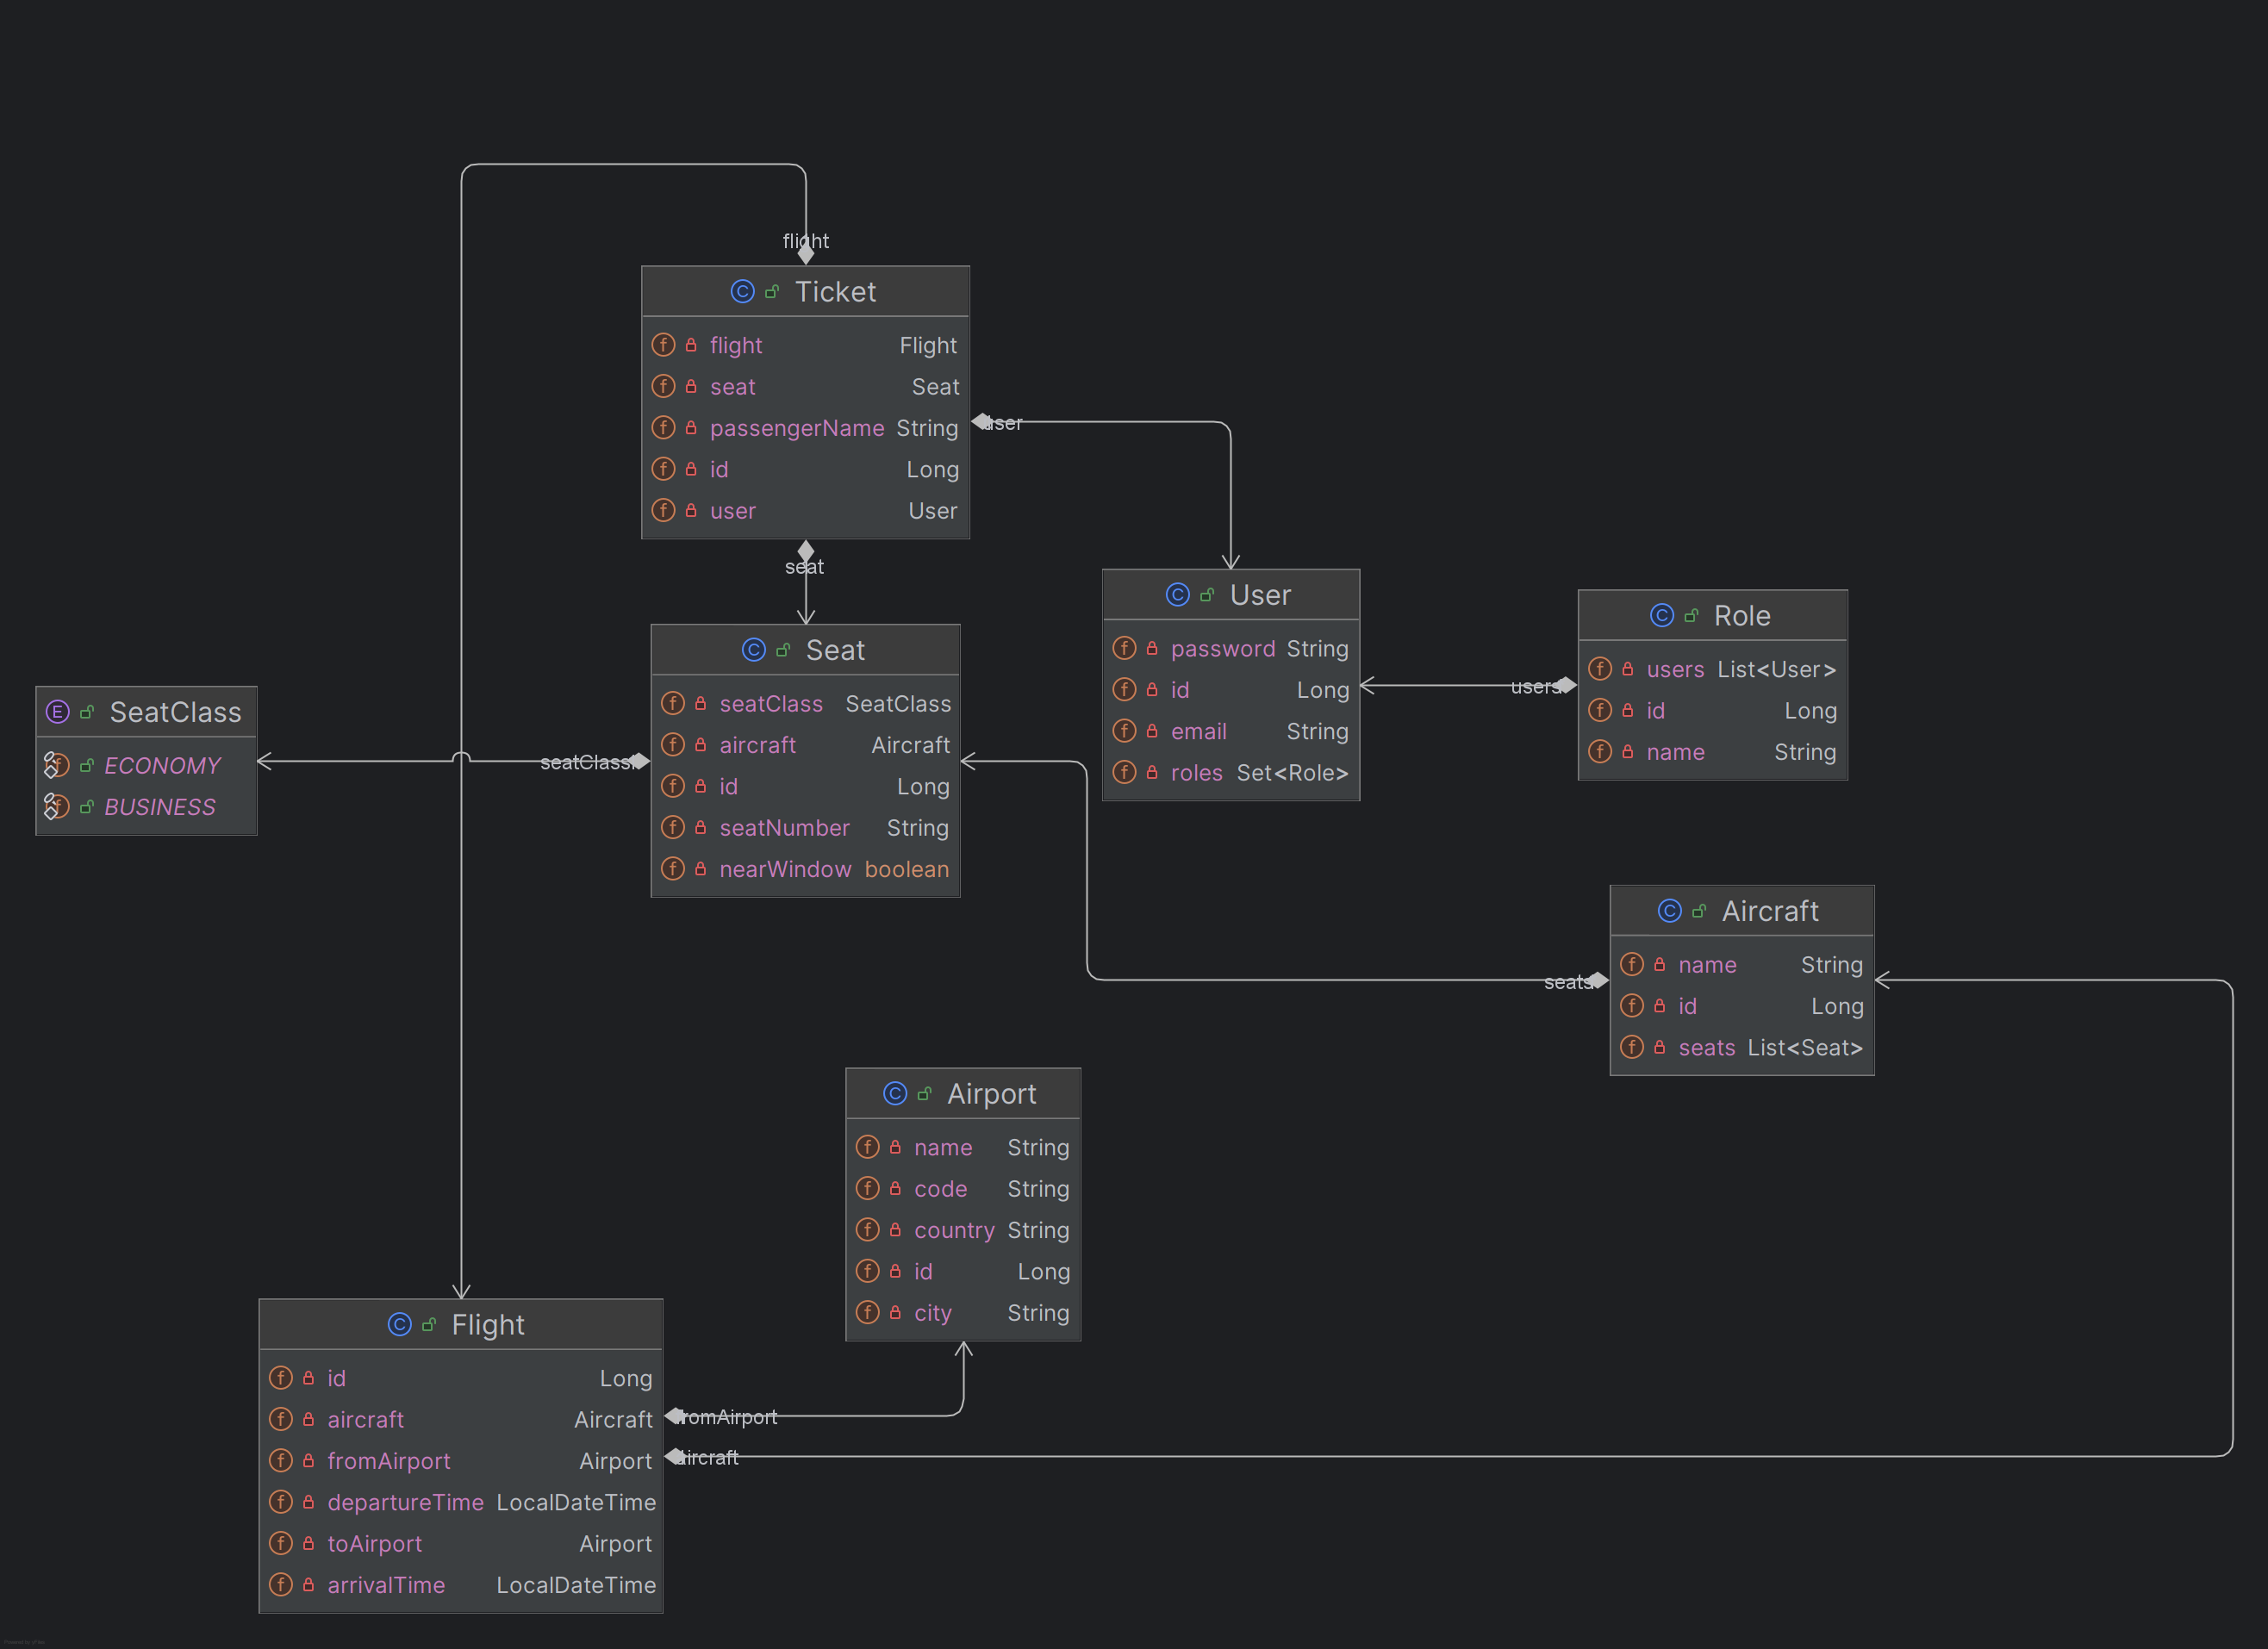 flight
Ticket
flight Flight
seat Seat
passengerName String
id Long
user User
user
seat
User
password String
id Long
email String
roles Set<Role>
Role
users List<User>
id Long
name String
users
Seat
seatClass SeatClass
aircraft Aircraft
id Long
seatNumber String
nearWindow boolean
SeatClass
ECONOMY
BUSINESS
seatClass
Aircraft
name String
id Long
seats List<Seat>
seats
Airport
name String
code String
country String
id Long
city String
Flight
id Long
aircraft Aircraft
fromAirport Airport
departureTime LocalDateTime
toAirport Airport
arrivalTime LocalDateTime
fromAirport
aircraft